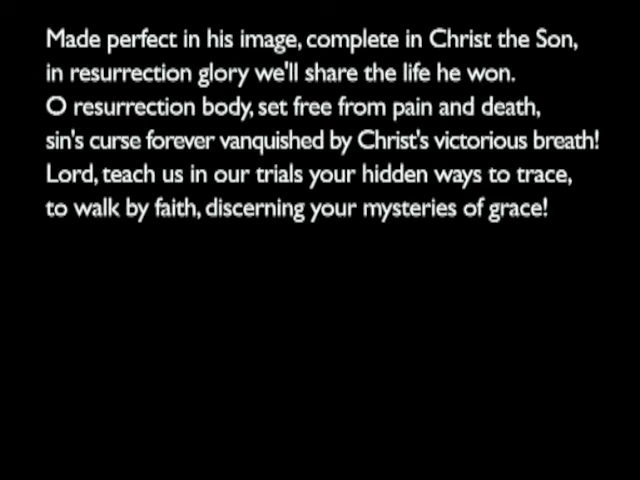 Made perfect in his image, complete in Christ the Son,
in resurrection glory we'll share the life he won.
O resurrection body, set free from pain and death,
sin's curse forever vanquished by Christ's victorious breath!
Lord, teach us in our trials your hidden ways to trace,
to walk by faith, discerning your mysteries of grace!